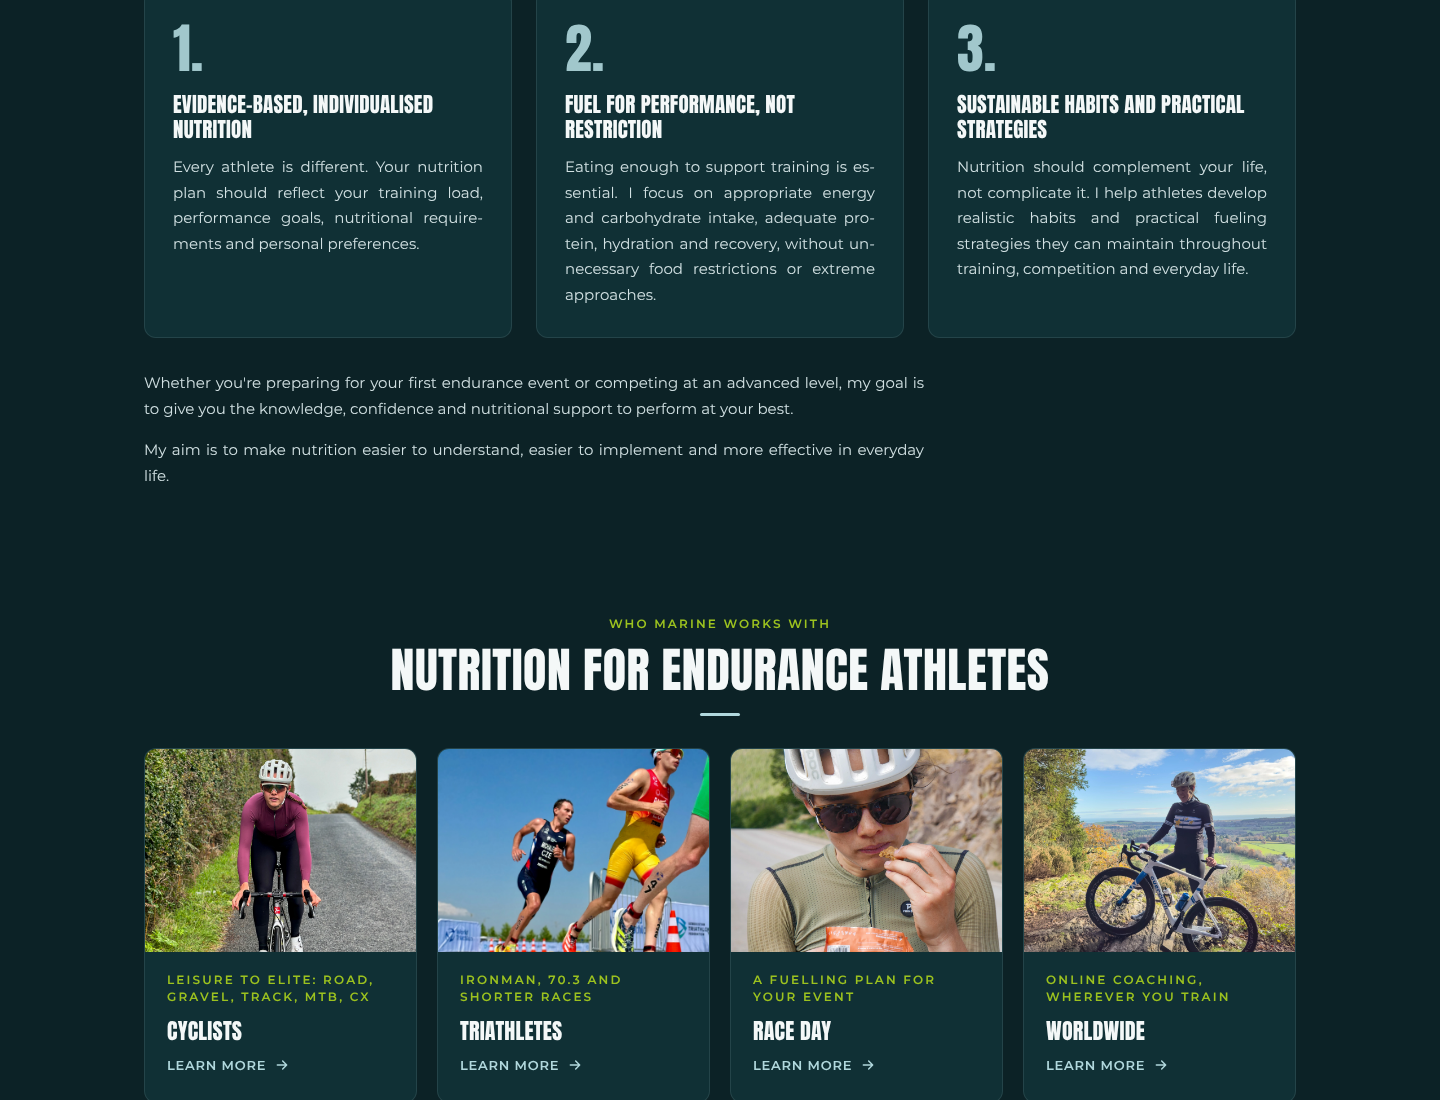 1.
EVIDENCE-BASED, INDIVIDUALISED
NUTRITION
Every athlete is different. Your nutrition
plan should reflect your training load,
performance goals, nutritional require-
ments and personal preferences.
2.
FUEL FOR PERFORMANCE, NOT
RESTRICTION
Eating enough to support training is es-
sential. I focus on appropriate energy
and carbohydrate intake, adequate pro-
tein, hydration and recovery, without un-
necessary food restrictions or extreme
approaches.
3.
SUSTAINABLE HABITS AND PRACTICAL
STRATEGIES
Nutrition should complement your life,
not complicate it. I help athletes develop
realistic habits and practical fueling
strategies they can maintain throughout
training, competition and everyday life.
Whether you're preparing for your first endurance event or competing at an advanced level, my goal is
to give you the knowledge, confidence and nutritional support to perform at your best.
My aim is to make nutrition easier to understand, easier to implement and more effective in everyday
life.
WHO MARINE WORKS WITH
NUTRITION FOR ENDURANCE ATHLETES
CZE
LEISURE TO ELITE: ROAD,
GRAVEL, TRACK, MTB, CX
CYCLISTS
LEARN MORE →
IRONMAN, 70.3 AND
SHORTER RACES
TRIATHLETES
LEARN MORE →
A FUELLING PLAN FOR
YOUR EVENT
RACE DAY
LEARN MORE →
ONLINE COACHING,
WHEREVER YOU TRAIN
WORLDWIDE
LEARN MORE →